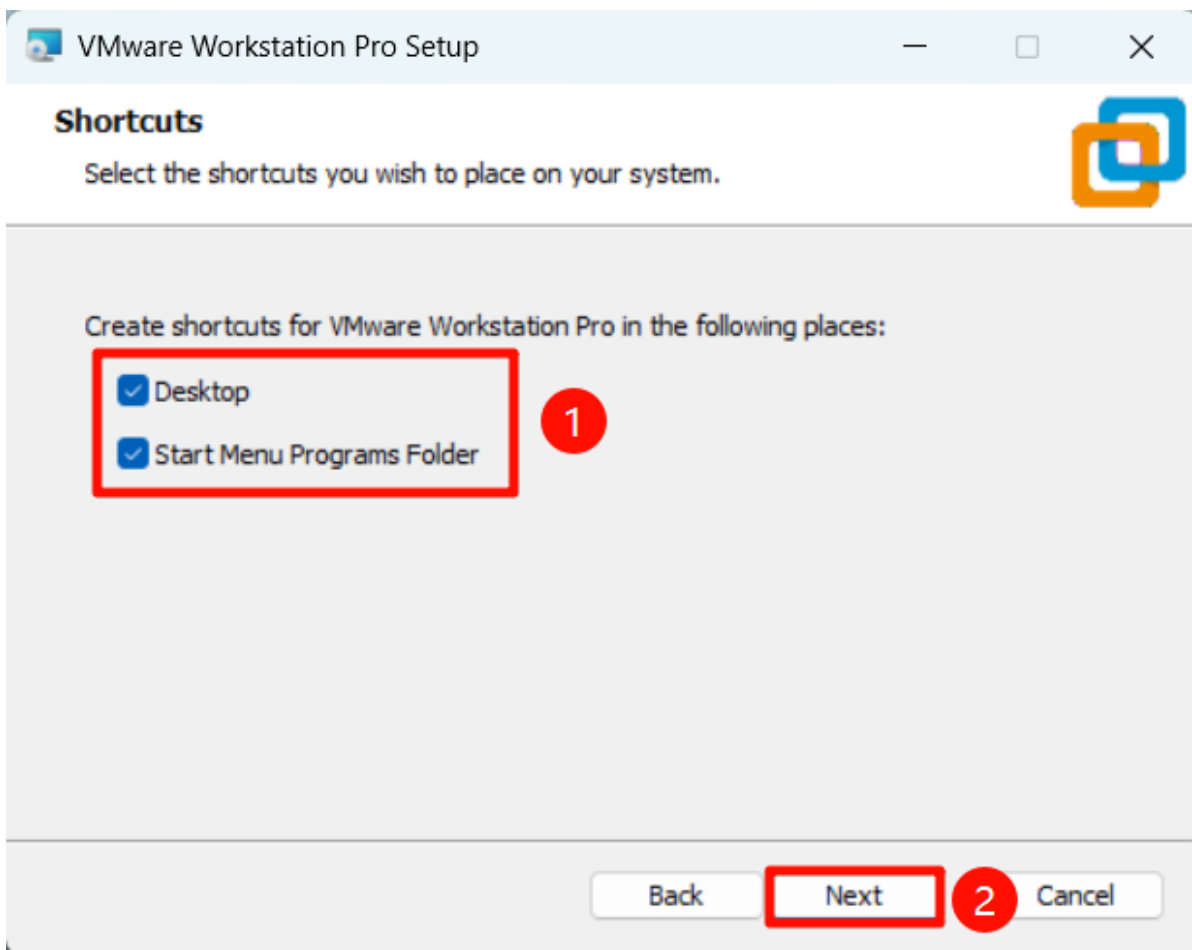 VMware Workstation Pro Setup
Shortcuts
Select the shortcuts you wish to place on your system.
Create shortcuts for VMware Workstation Pro in the following places:
Desktop
1
Start Menu Programs Folder
Back Next 2 Cancel